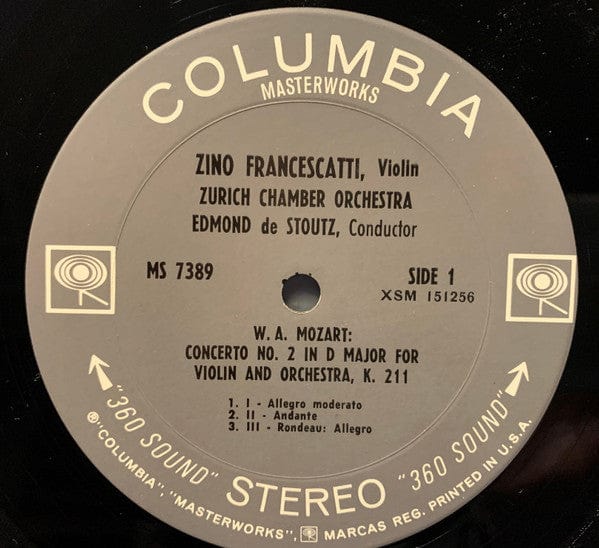 COLUMBIA
MASTERWORKS
ZINO FRANCESCATTI, Violin
ZURICH CHAMBER ORCHESTRA
EDMOND de STOUTZ, Conductor
MS 7389
SIDE 1
XSM 151256
W. A. MOZART:
CONCERTO NO. 2 IN D MAJOR FOR
VIOLIN AND ORCHESTRA, K. 211
1. I - Allegro moderato
2. II - Andante
3. III - Rondeau: Allegro
"360 SOUND" STEREO "360 SOUND"
®"COLUMBIA", "MASTERWORKS", MARCAS REG. PRINTED IN U.S.A.